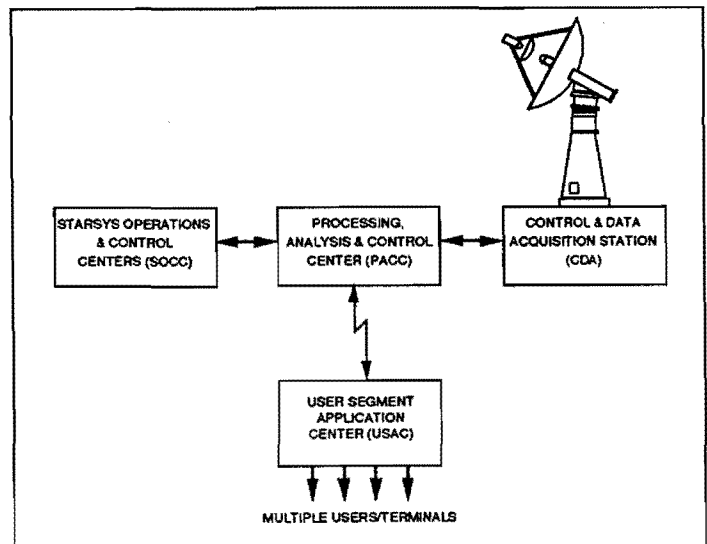 STARSYS OPERATIONS
& CONTROL
CENTERS (SOCC)
PROCESSING,
ANALYSIS & CONTROL
CENTER (PACC)
CONTROL & DATA
ACQUISITION STATION
(CDA)
USER SEGMENT
APPLICATION
CENTER (USAC)
MULTIPLE USERS/TERMINALS